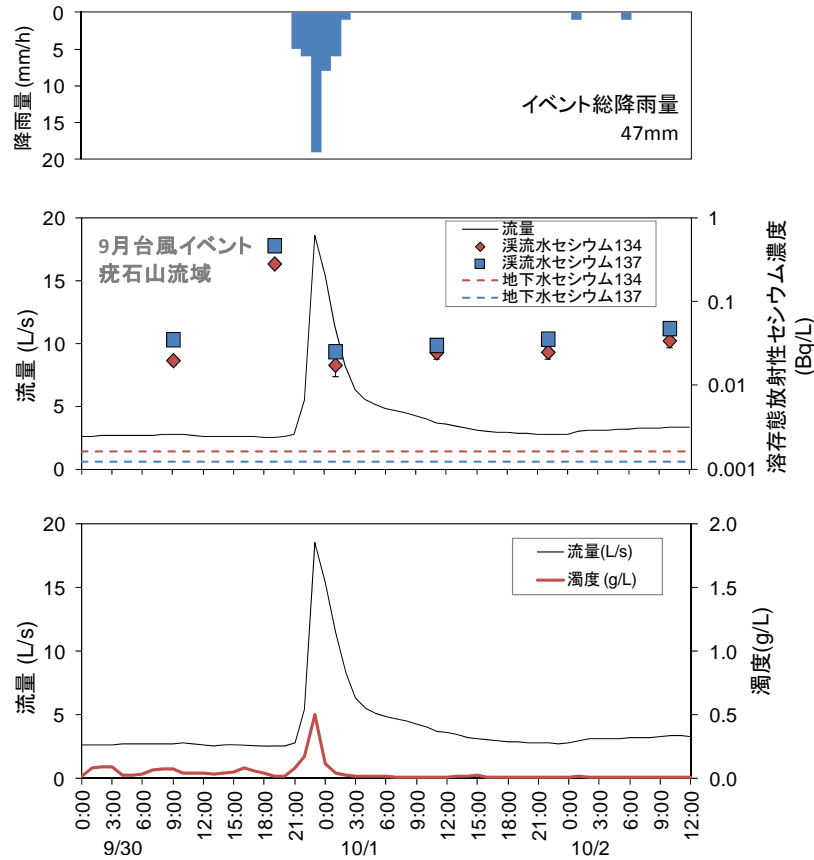 0
5
10
15
20
降雨量 (mm/h)
イベント総降雨量
47mm
20
15
10
5
0
流量 (L/s)
9月台風イベント
疣石山流域
流量
渓流水セシウム134
渓流水セシウム137
地下水セシウム134
地下水セシウム137
1
0.1
0.01
0.001
溶存態放射性セシウム濃度
(Bq/L)
20
15
10
5
0
流量 (L/s)
流量(L/s)
濁度 (g/L)
2.0
1.5
1.0
0.5
0.0
濁度(g/L)
0:00
3:00
6:00
9:00
12:00
15:00
18:00
21:00
0:00
3:00
6:00
9:00
12:00
15:00
18:00
21:00
0:00
3:00
6:00
9:00
12:00
9/30
10/1
10/2